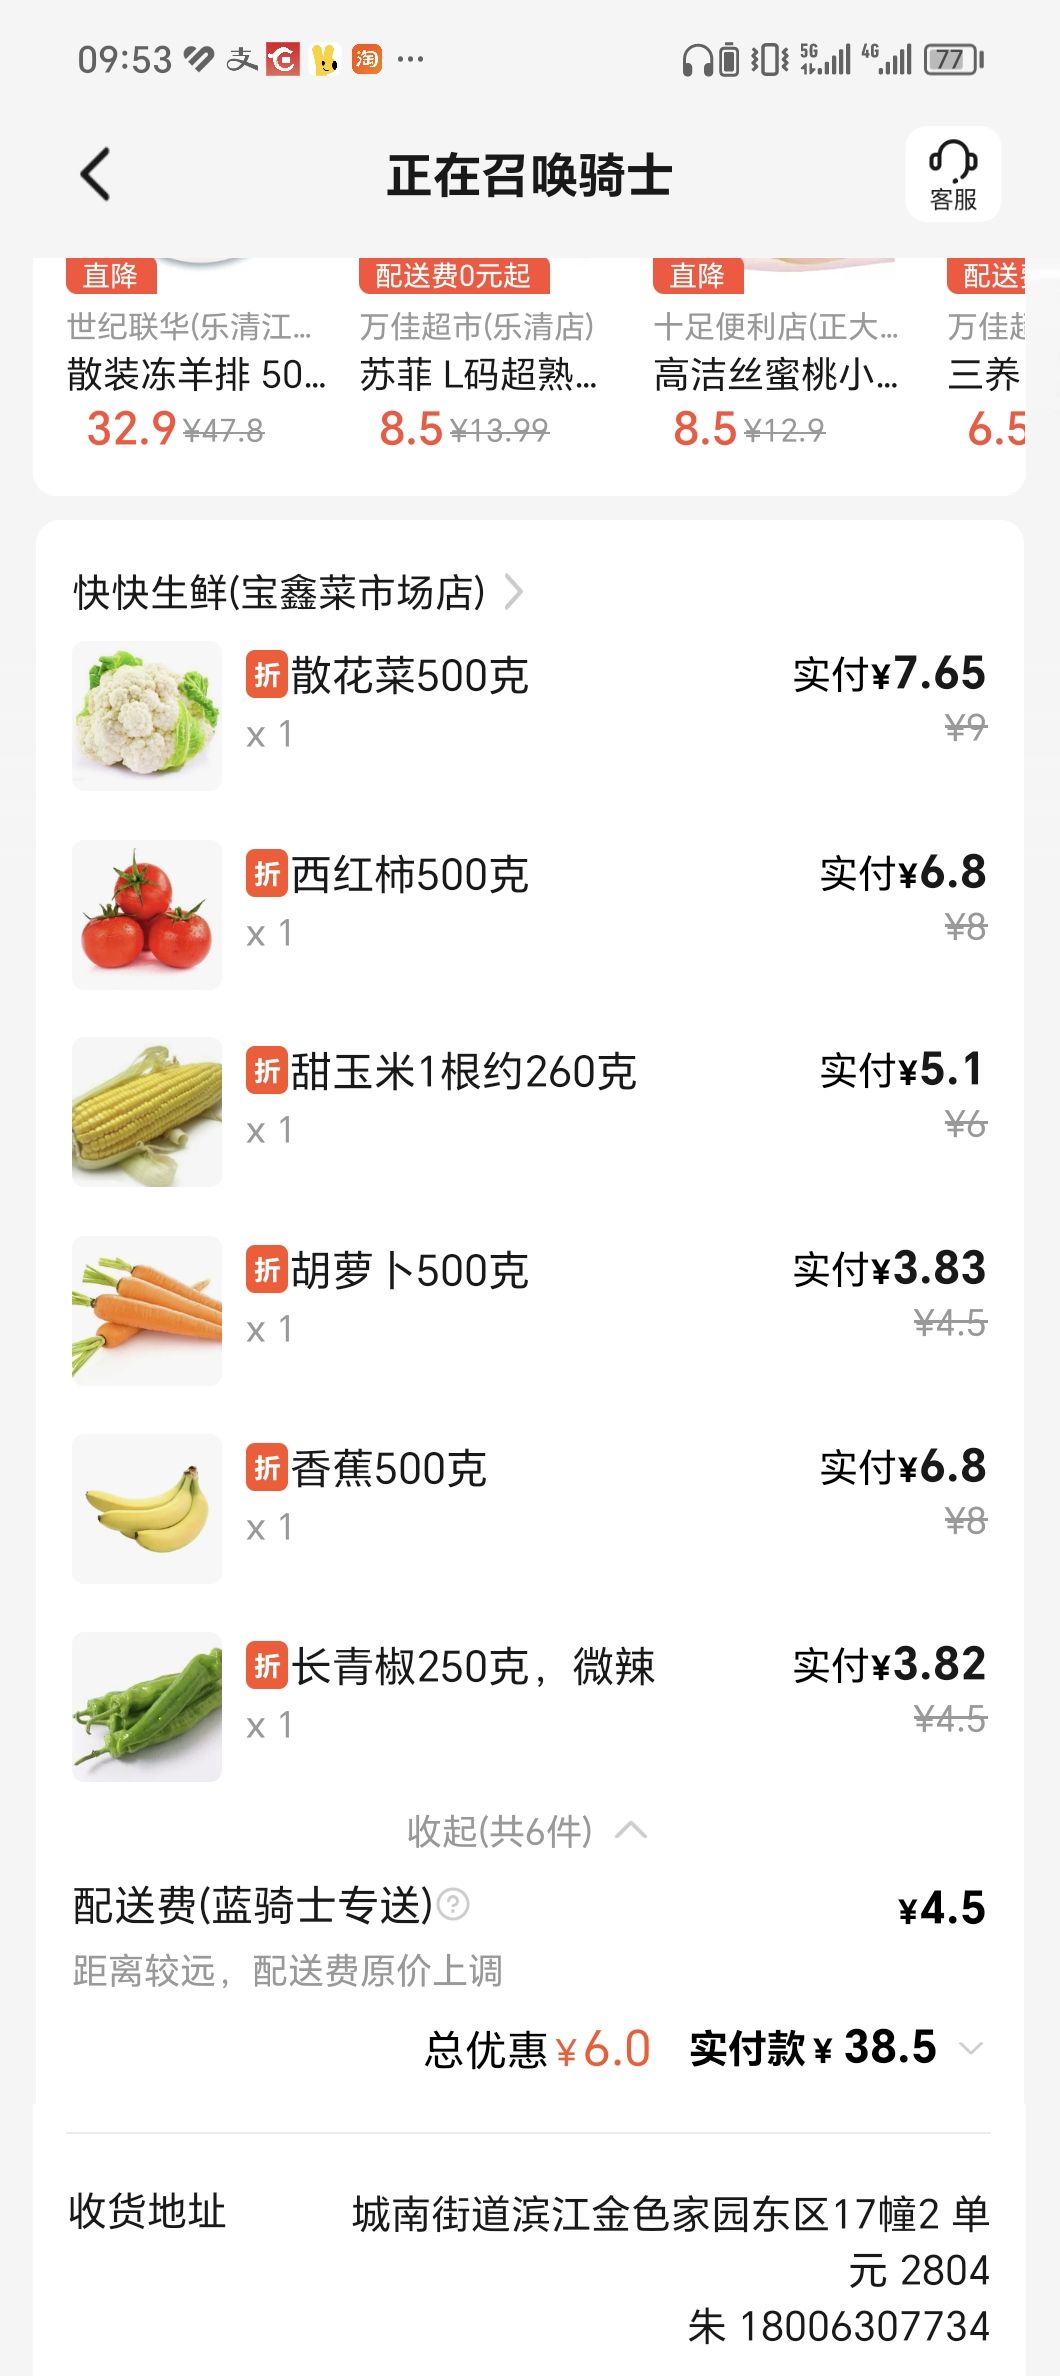 09:53 支 淘 ··· 5G 4G 77
正在召唤骑士
客服
直降 配送费0元起 直降 配送
世纪联华(乐清江... 万佳超市(乐清店) 十足便利店(正大... 万佳
散装冻羊排 50... 苏菲 L码超熟... 高洁丝蜜桃小... 三养
32.9 ¥47.8 8.5 ¥13.99 8.5 ¥12.9 6.5
快快生鲜(宝鑫菜市场店)
折 散花菜500克 实付¥7.65
x 1 ¥9
折 西红柿500克 实付¥6.8
x 1 ¥8
折 甜玉米1根约260克 实付¥5.1
x 1 ¥6
折 胡萝卜500克 实付¥3.83
x 1 ¥4.5
折 香蕉500克 实付¥6.8
x 1 ¥8
折 长青椒250克，微辣 实付¥3.82
x 1 ¥4.5
收起(共6件)
配送费(蓝骑士专送) ? ¥4.5
距离较远，配送费原价上调
总优惠 ¥6.0 实付款 ¥ 38.5
收货地址 城南街道滨江金色家园东区17幢2 单
元 2804
朱 18006307734